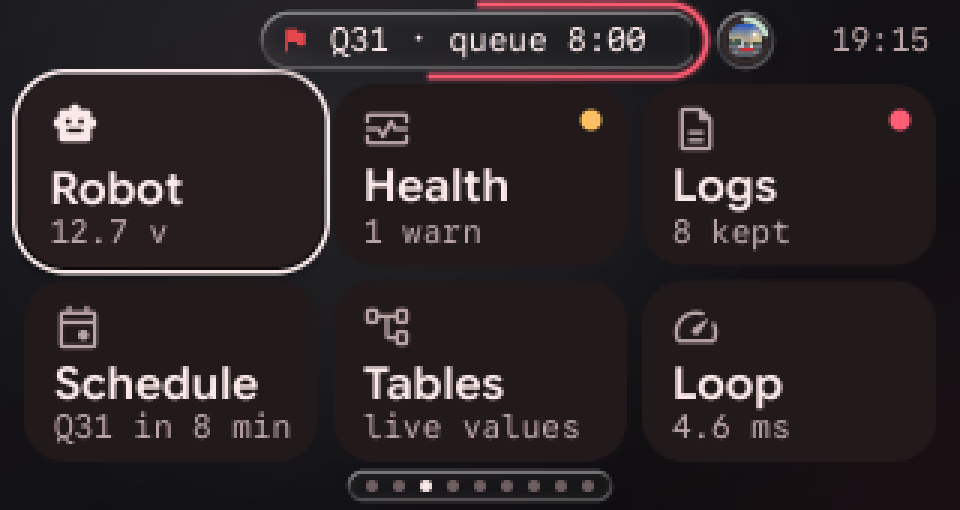 Q31 · queue 8:00
19:15
Robot
12.7 v
Health
1 warn
Logs
8 kept
Schedule
Q31 in 8 min
Tables
live values
Loop
4.6 ms